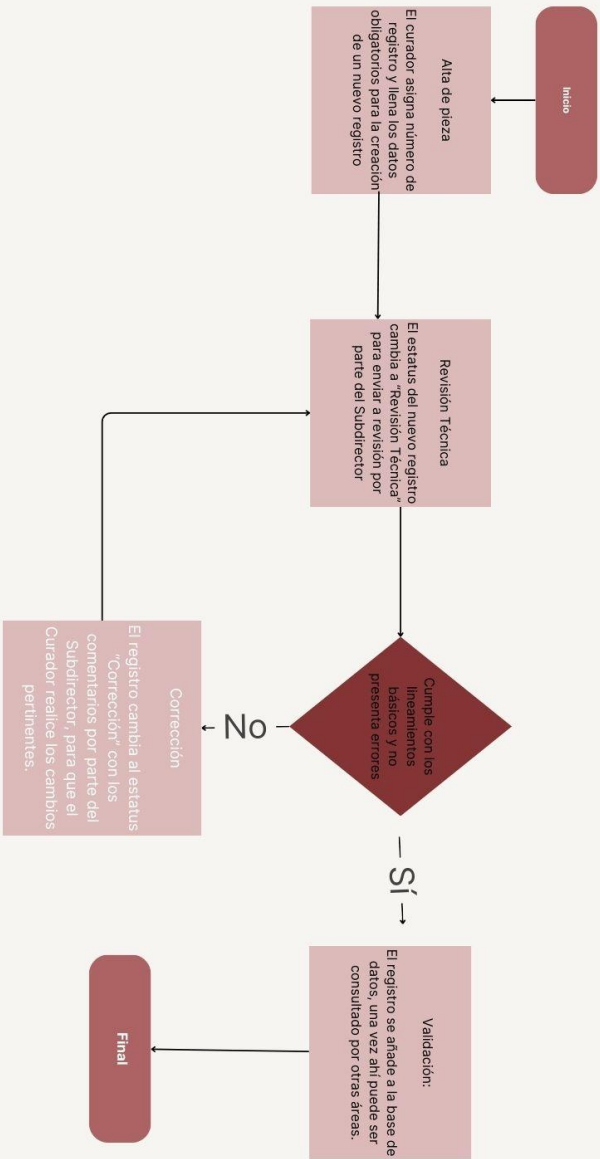 Inicio
Alta de pieza
El curador asigna número de
registro y llena los datos
obligatorios para la creación
de un nuevo registro
Revisión Técnica
El estatus del nuevo registro
cambia a "Revisión Técnica"
para enviar a revisión por
parte del Subdirector
Cumple con los
lineamientos
básicos y no
presenta errores
No
Corrección
El registro cambia al estatus
"Corrección" con los
comentarios por parte del
Subdirector, para que el
Curador realice los cambios
pertinentes.
Sí
Validación:
El registro se añade a la base de
datos, una vez ahí puede ser
consultado por otras áreas.
Final